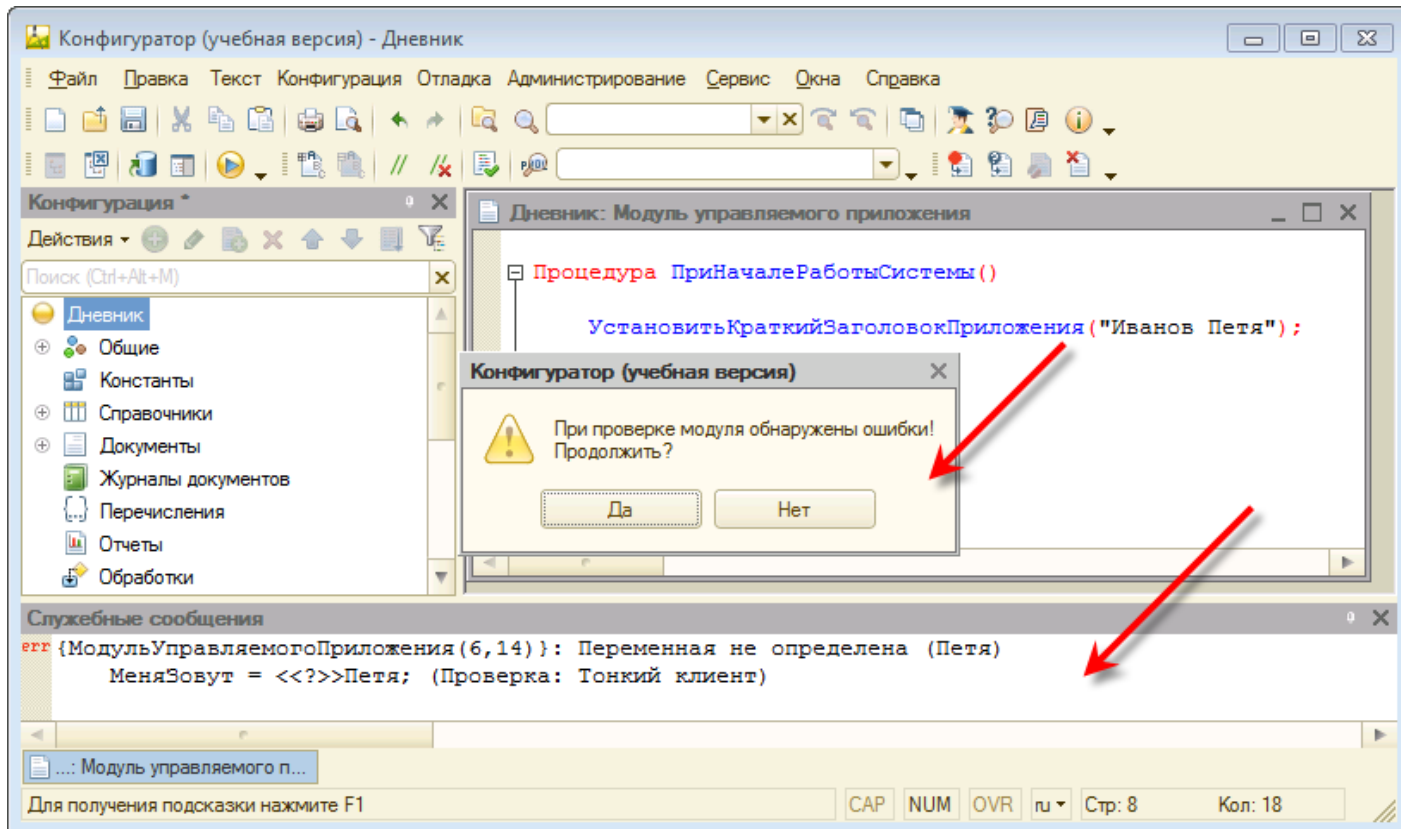 Конфигуратор (учебная версия) - Дневник
Файл Правка Текст Конфигурация Отладка Администрирование Сервис Окна Справка
Конфигурация *
Действия
Поиск (Ctrl+Alt+M)
Дневник
Общие
Константы
Справочники
Документы
Журналы документов
Перечисления
Отчеты
Обработки
Дневник: Модуль управляемого приложения
Процедура ПриНачалеРаботыСистемы()
УстановитьКраткийЗаголовокПриложения("Иванов Петя");
Конфигуратор (учебная версия)
При проверке модуля обнаружены ошибки!
Продолжить?
Да Нет
Служебные сообщения
err {МодульУправляемогоПриложения(6,14)}: Переменная не определена (Петя)
МеняЗовут = <<?>>Петя; (Проверка: Тонкий клиент)
...: Модуль управляемого п...
Для получения подсказки нажмите F1 CAP NUM OVR ru Стр: 8 Кол: 18